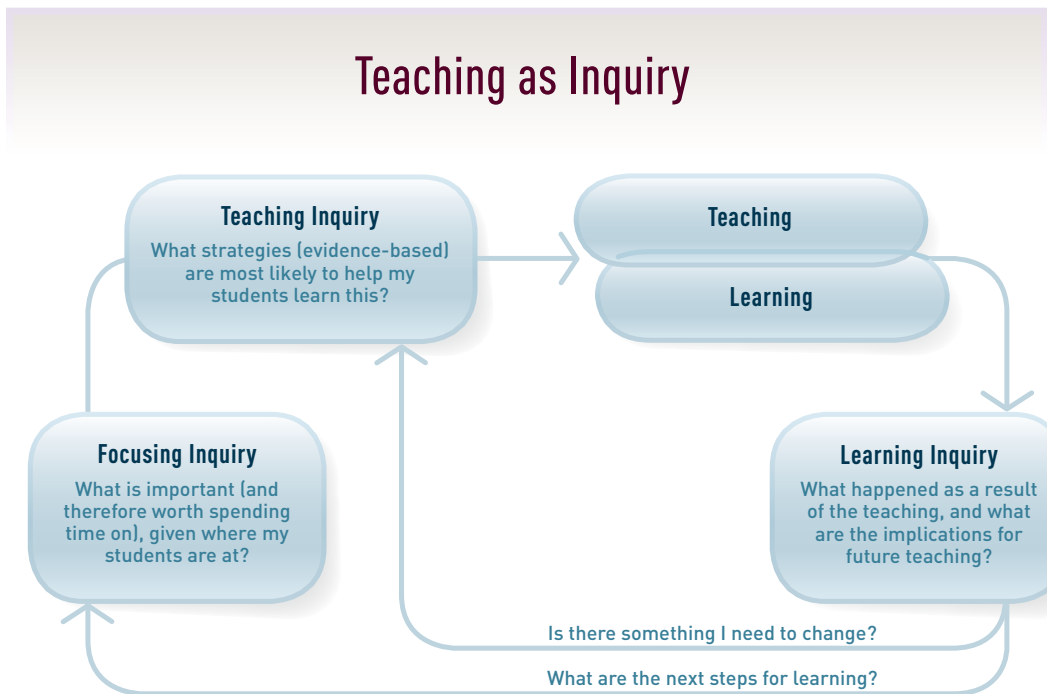 Teaching as Inquiry
Teaching Inquiry
What strategies (evidence-based)
are most likely to help my
students learn this?
Teaching
Learning
Focusing Inquiry
What is important (and
therefore worth spending
time on), given where my
students are at?
Learning Inquiry
What happened as a result
of the teaching, and what
are the implications for
future teaching?
Is there something I need to change?
What are the next steps for learning?